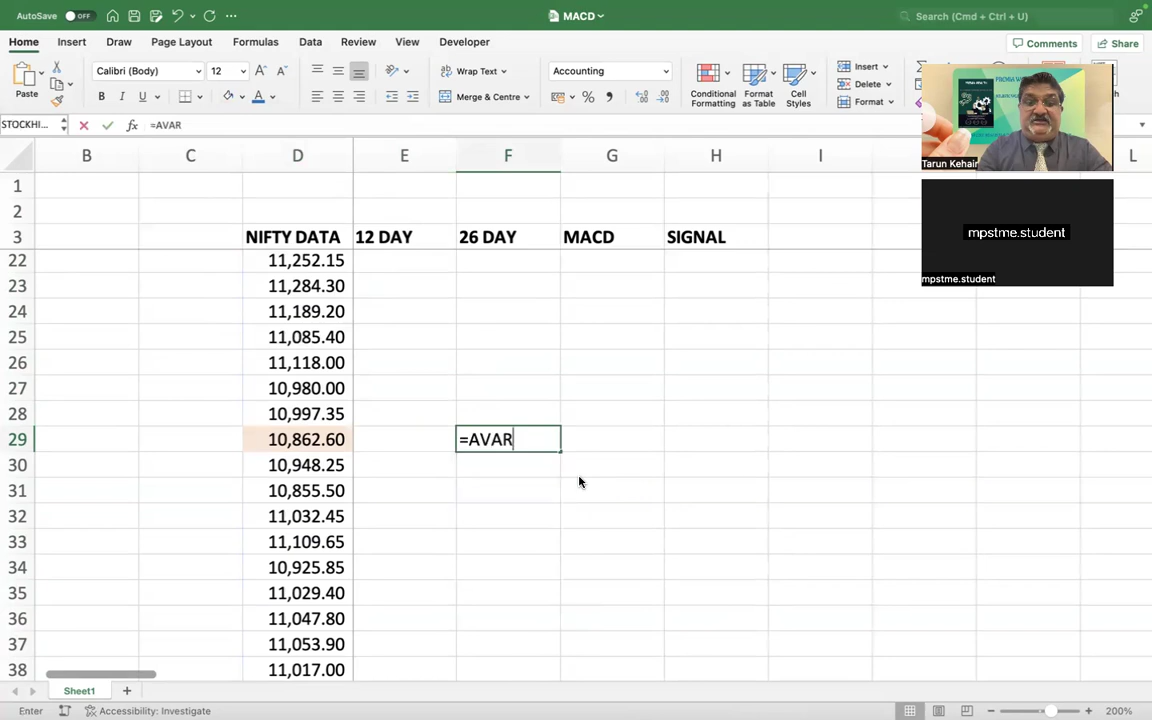 AutoSave OFF MACD Search (Cmd + Ctrl + U)
Home Insert Draw Page Layout Formulas Data Review View Developer Comments Share
Paste Calibri (Body) 12 Wrap Text Accounting Conditional Formatting Format as Table Cell Styles Insert
B I U Merge & Centre Delete
Format
STOCKHI... fx =AVAR
Tarun Kehair
mpstme.student
mpstme.student
B C D E F G H I L
1
2
3 NIFTY DATA 12 DAY 26 DAY MACD SIGNAL
22 11,252.15
23 11,284.30
24 11,189.20
25 11,085.40
26 11,118.00
27 10,980.00
28 10,997.35
29 10,862.60 =AVAR
30 10,948.25
31 10,855.50
32 11,032.45
33 11,109.65
34 10,925.85
35 11,029.40
36 11,047.80
37 11,053.90
38 11,017.00
Sheet1
Enter Accessibility: Investigate 200%